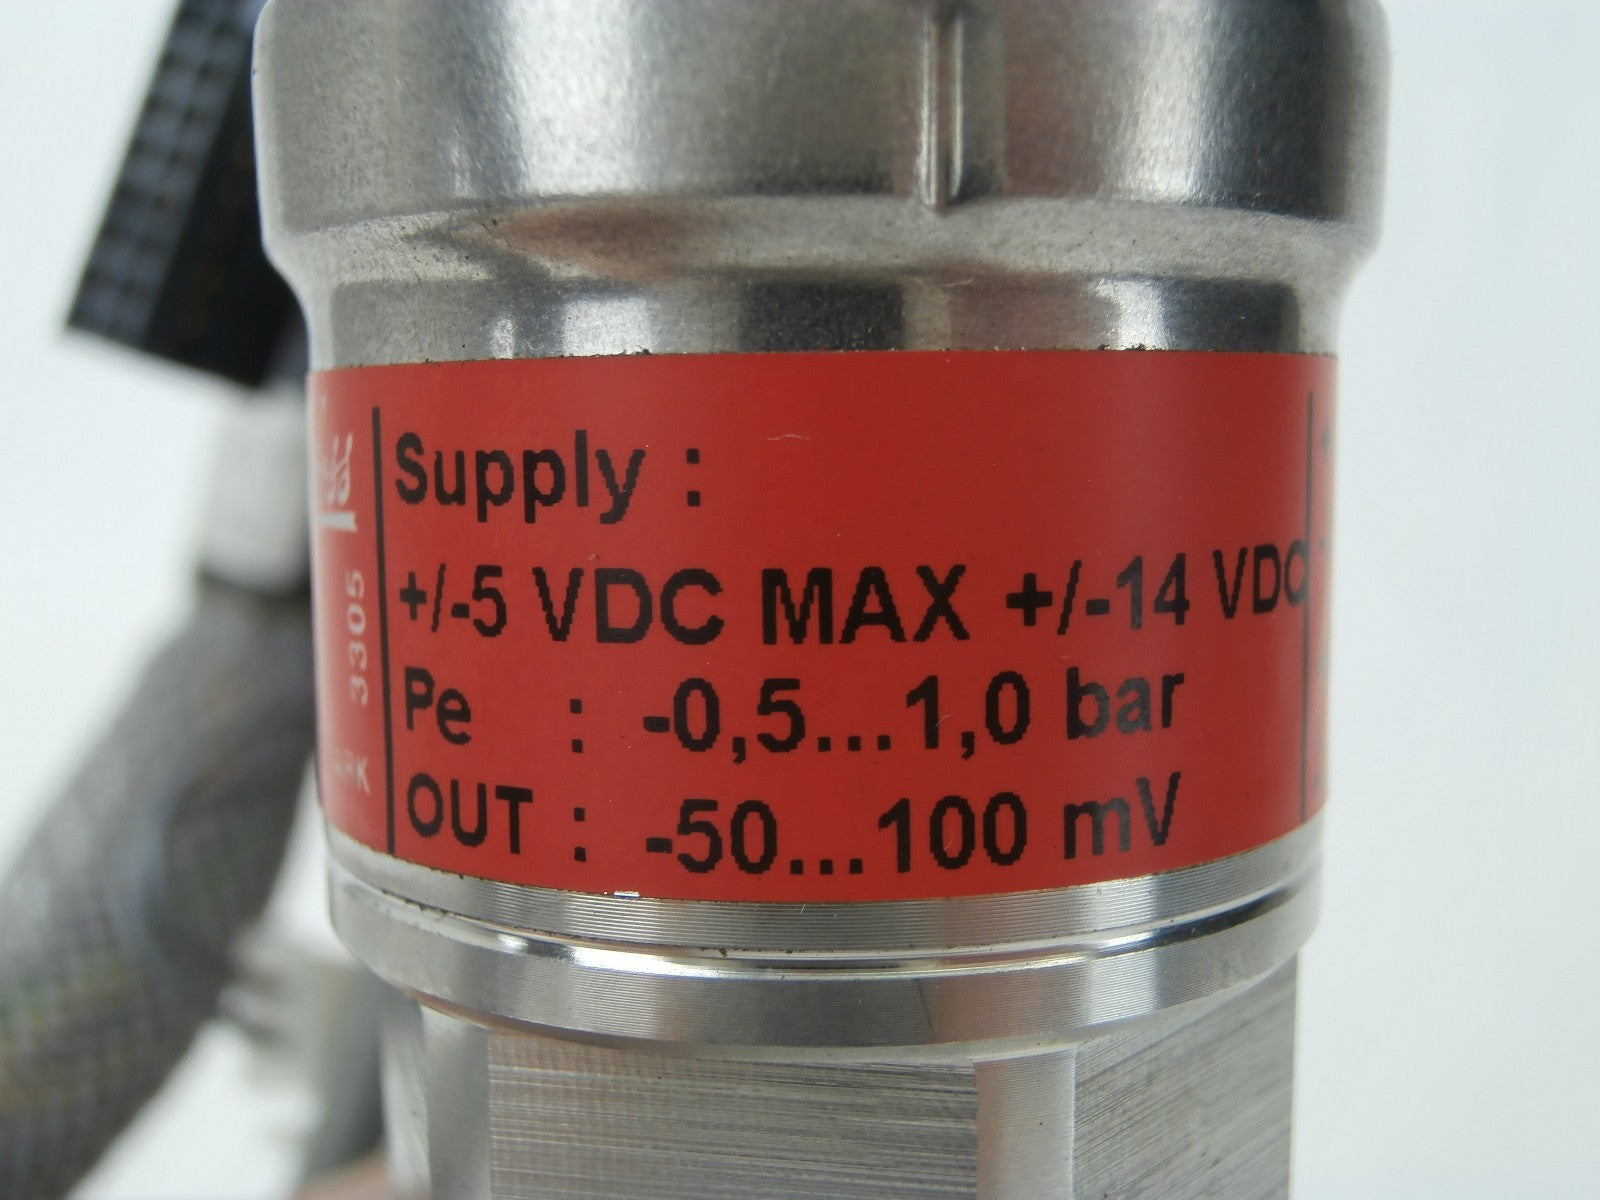 Supply :
+/-5 VDC MAX +/-14 VDC
Pe : -0,5...1,0 bar
OUT : -50...100 mV
3305